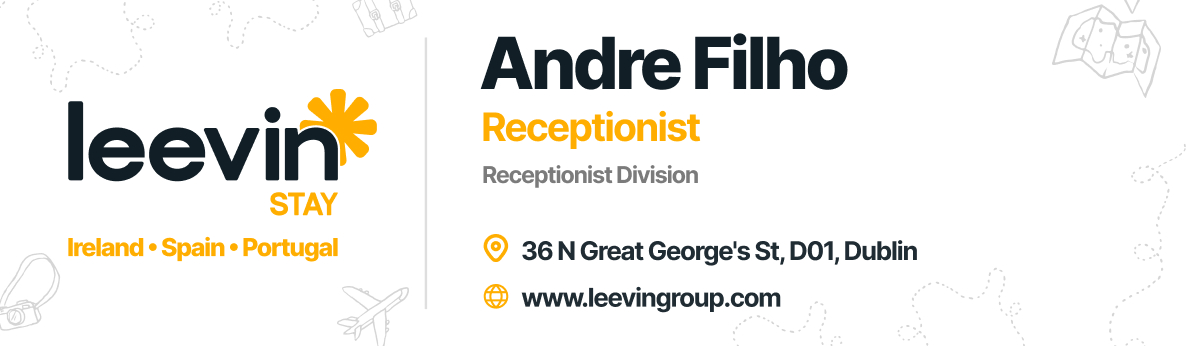 leevin
STAY
Ireland • Spain • Portugal
Andre Filho
Receptionist
Receptionist Division
36 N Great George's St, D01, Dublin
www.leevingroup.com